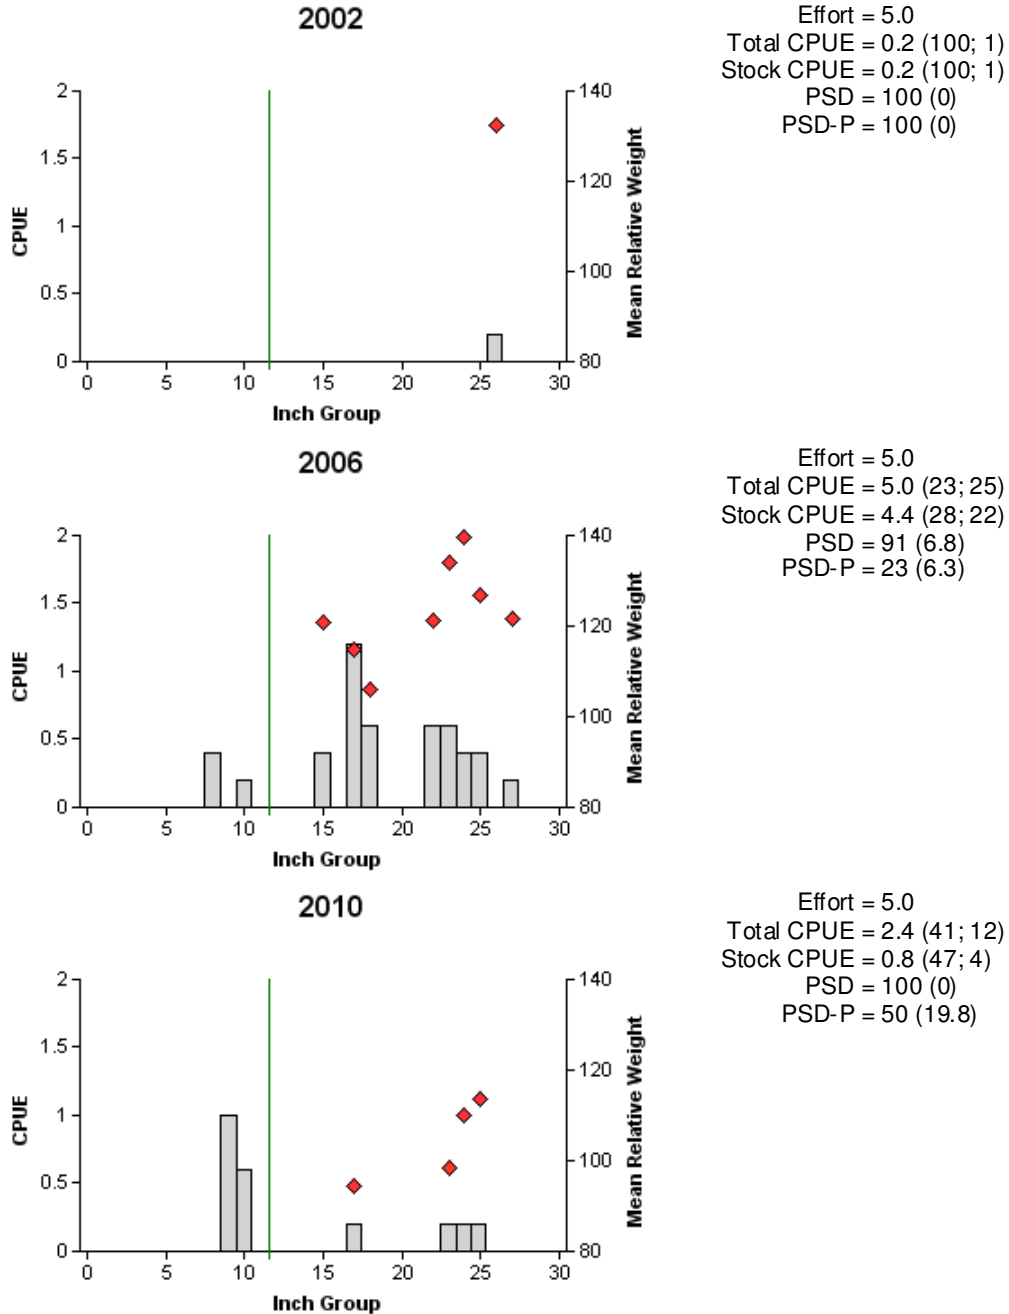 2002
Effort = 5.0
Total CPUE = 0.2 (100; 1)
Stock CPUE = 0.2 (100; 1)
PSD = 100 (0)
PSD-P = 100 (0)
2
1.5
1
0.5
0
CPUE
140
120
100
80
Mean Relative Weight
0 5 10 15 20 25 30
Inch Group
2006
Effort = 5.0
Total CPUE = 5.0 (23; 25)
Stock CPUE = 4.4 (28; 22)
PSD = 91 (6.8)
PSD-P = 23 (6.3)
2
1.5
1
0.5
0
CPUE
140
120
100
80
Mean Relative Weight
0 5 10 15 20 25 30
Inch Group
2010
Effort = 5.0
Total CPUE = 2.4 (41; 12)
Stock CPUE = 0.8 (47; 4)
PSD = 100 (0)
PSD-P = 50 (19.8)
2
1.5
1
0.5
0
CPUE
140
120
100
80
Mean Relative Weight
0 5 10 15 20 25 30
Inch Group